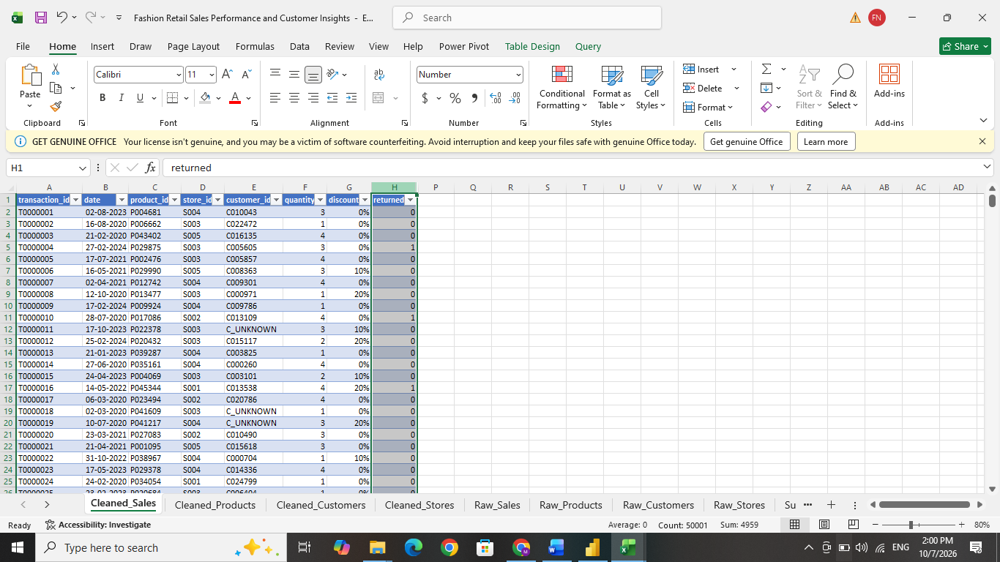 Fashion Retail Sales Performance and Customer Insights - E...
Search
FN
File Home Insert Draw Page Layout Formulas Data Review View Help Power Pivot Table Design Query
Share
Paste
Clipboard
Calibri 11
B I U A
Font
ab
Alignment
Number
$ % ,
Number
Conditional Formatting
Format as Table
Cell Styles
Styles
Insert
Delete
Format
Cells
Sort & Filter
Find & Select
Editing
Add-ins
Add-ins
GET GENUINE OFFICE Your license isn't genuine, and you may be a victim of software counterfeiting. Avoid interruption and keep your files safe with genuine Office today. Get genuine Office Learn more
H1 fx returned
A B C D E F G H P Q R S T U V W X Y Z AA AB AC AD
1 transaction_id date product_id store_id customer_id quantity discount returned
2 T0000001 02-08-2023 P004681 S004 C010043 3 0% 0
3 T0000002 16-08-2020 P006662 S003 C022472 1 0% 0
4 T0000003 21-02-2020 P043402 S005 C016135 4 0% 0
5 T0000004 27-02-2024 P029875 S003 C005605 3 0% 1
6 T0000005 17-07-2021 P002476 S003 C005857 4 0% 0
7 T0000006 16-05-2021 P029990 S005 C008363 3 10% 0
8 T0000007 02-04-2021 P012742 S004 C009301 4 0% 0
9 T0000008 12-10-2020 P013477 S003 C000971 1 20% 0
10 T0000009 17-02-2024 P009924 S004 C009786 1 0% 0
11 T0000010 28-07-2020 P017086 S002 C013109 4 0% 1
12 T0000011 17-10-2023 P022378 S003 C_UNKNOWN 3 10% 0
13 T0000012 25-02-2024 P020432 S003 C015117 2 20% 0
14 T0000013 21-01-2023 P039287 S004 C003825 1 0% 0
15 T0000014 27-06-2020 P035161 S004 C000260 4 0% 0
16 T0000015 24-04-2023 P004069 S003 C003101 2 10% 0
17 T0000016 14-05-2022 P045344 S001 C013538 4 20% 1
18 T0000017 06-03-2020 P023494 S002 C020786 4 0% 0
19 T0000018 02-03-2020 P041609 S003 C_UNKNOWN 1 0% 0
20 T0000019 10-07-2020 P041217 S004 C_UNKNOWN 3 20% 0
21 T0000020 23-03-2021 P027083 S002 C010490 3 0% 0
22 T0000021 21-04-2021 P001095 S005 C015618 3 0% 0
23 T0000022 31-10-2022 P038967 S004 C000704 1 10% 0
24 T0000023 17-05-2023 P029378 S004 C014336 4 0% 0
25 T0000024 24-02-2020 P034054 S001 C024799 1 0% 0
Cleaned_Sales Cleaned_Products Cleaned_Customers Cleaned_Stores Raw_Sales Raw_Products Raw_Customers Raw_Stores Su
Ready Accessibility: Investigate Average: 0 Count: 50001 Sum: 4959 80%
Type here to search
ENG
2:00 PM
10/7/2026